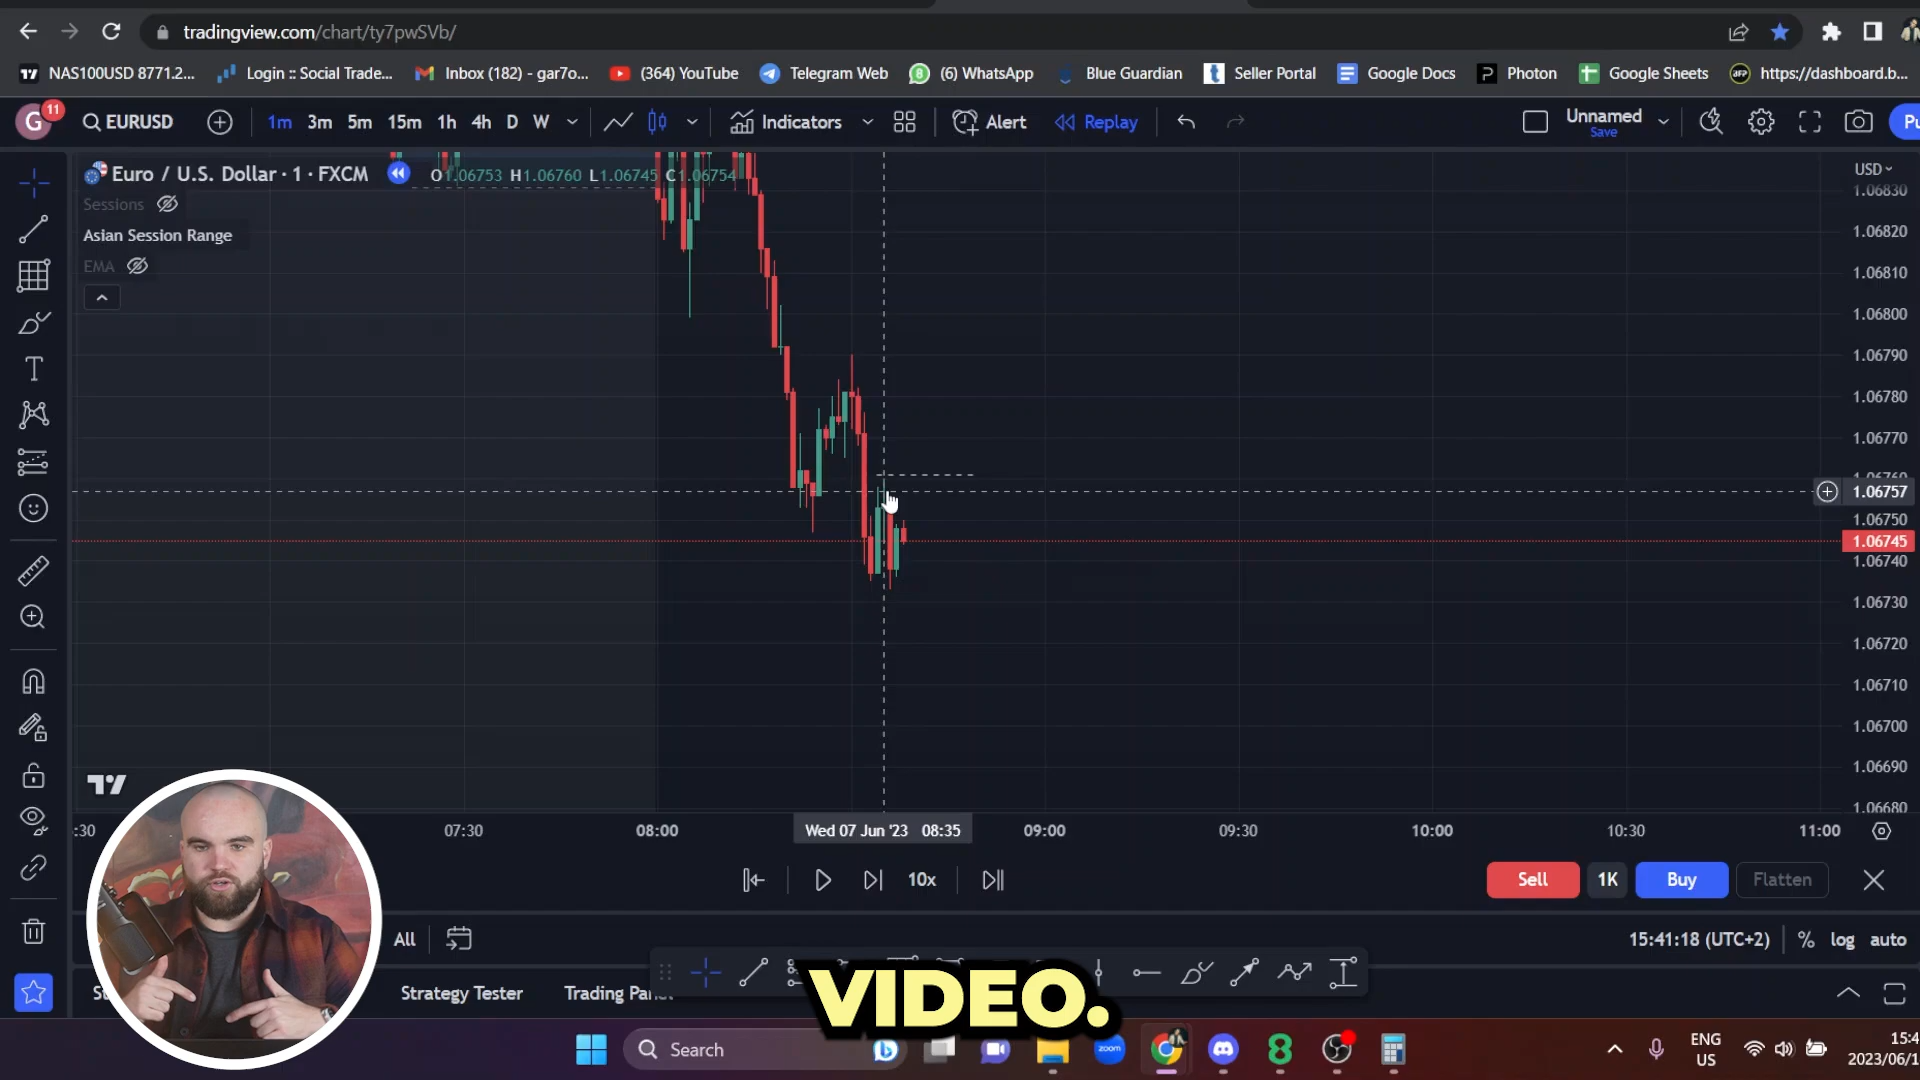 tradingview.com/chart/ty7pwSVb/
NAS100USD 8771.2... Login :: Social Trade... Inbox (182) - gar7o... (364) YouTube Telegram Web (6) WhatsApp Blue Guardian Seller Portal Google Docs Photon Google Sheets https://dashboard.b...
G 11 EURUSD 1m 3m 5m 15m 1h 4h D W Indicators Alert Replay Unnamed Save Pu
Euro / U.S. Dollar · 1 · FXCM O1.06753 H1.06760 L1.06745 C1.06754
USD
1.06830
Sessions
Asian Session Range
1.06820
EMA
1.06810
1.06800
1.06790
1.06780
1.06770
1.06760
1.06757
1.06750
1.06745
1.06740
1.06730
1.06720
1.06710
1.06700
1.06690
1.06680
:30 07:30 08:00 Wed 07 Jun '23 08:35 09:00 09:30 10:00 10:30 11:00
10x Sell 1K Buy Flatten
All 15:41:18 (UTC+2) % log auto
Strategy Tester Trading Pan
VIDEO.
Search zoom ENG US 15:4
2023/06/1